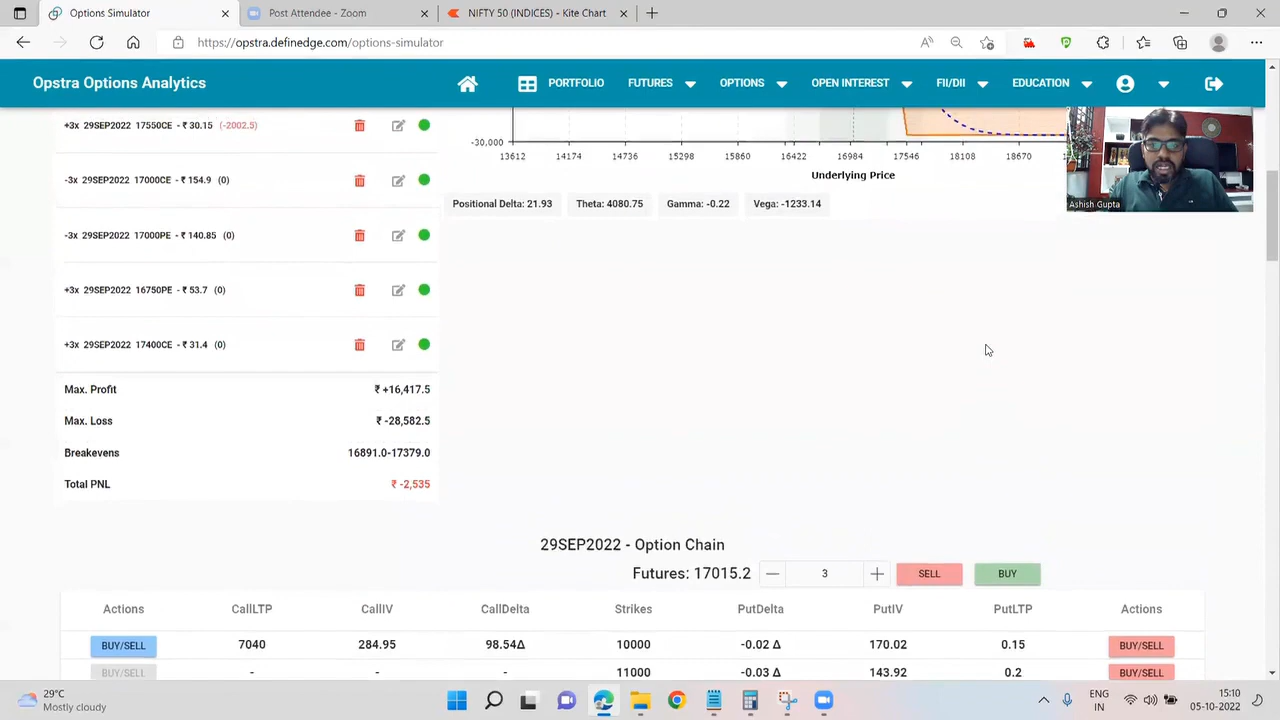 Options Simulator
Post Attendee - Zoom
NIFTY 50 (INDICES) - Kite Chart
https://opstra.definedge.com/options-simulator
Opstra Options Analytics
PORTFOLIO
FUTURES
OPTIONS
OPEN INTEREST
FII/DII
EDUCATION
+3x 29SEP2022 17550CE - ₹ 30.15 (-2002.5)
-3x 29SEP2022 17000CE - ₹ 154.9 (0)
-3x 29SEP2022 17000PE - ₹ 140.85 (0)
+3x 29SEP2022 16750PE - ₹ 53.7 (0)
+3x 29SEP2022 17400CE - ₹ 31.4 (0)
Max. Profit ₹ +16,417.5
Max. Loss ₹ -28,582.5
Breakevens 16891.0-17379.0
Total PNL ₹ -2,535
-30,000
13612 14174 14736 15298 15860 16422 16984 17546 18108 18670
Underlying Price
Positional Delta: 21.93 Theta: 4080.75 Gamma: -0.22 Vega: -1233.14
Ashish Gupta
29SEP2022 - Option Chain
Futures: 17015.2 3 SELL BUY
Actions CallLTP CallIV CallDelta Strikes PutDelta PutIV PutLTP Actions
BUY/SELL 7040 284.95 98.54Δ 10000 -0.02 Δ 170.02 0.15 BUY/SELL
BUY/SELL - - - 11000 -0.03 Δ 143.92 0.2 BUY/SELL
29°C
Mostly cloudy
ENG
IN
15:10
05-10-2022